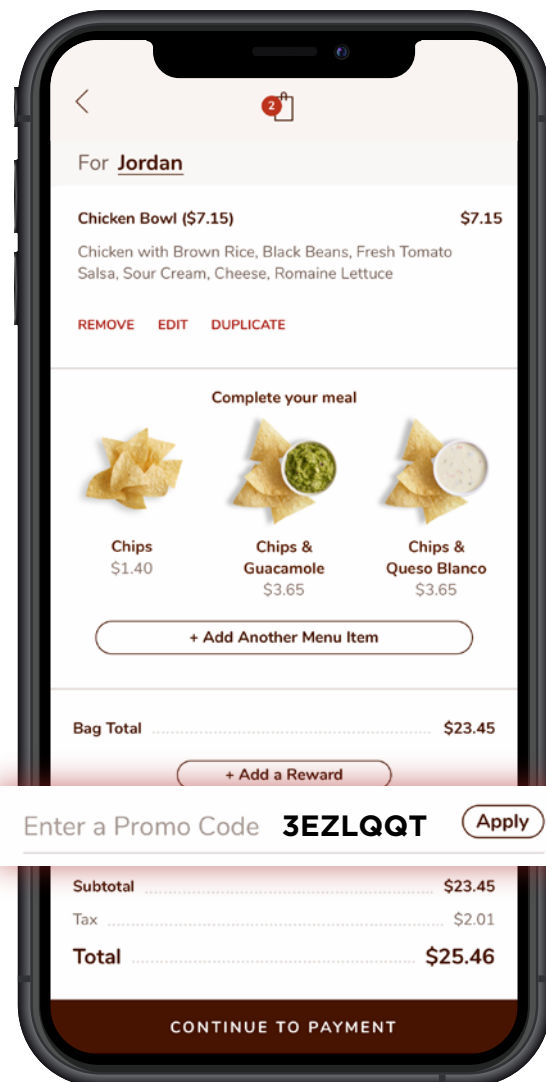 2
For Jordan
Chicken Bowl ($7.15) $7.15
Chicken with Brown Rice, Black Beans, Fresh Tomato
Salsa, Sour Cream, Cheese, Romaine Lettuce
REMOVE EDIT DUPLICATE
Complete your meal
Chips
$1.40
Chips &
Guacamole
$3.65
Chips &
Queso Blanco
$3.65
+ Add Another Menu Item
Bag Total $23.45
+ Add a Reward
Enter a Promo Code 3EZLQQT Apply
Subtotal $23.45
Tax $2.01
Total $25.46
CONTINUE TO PAYMENT